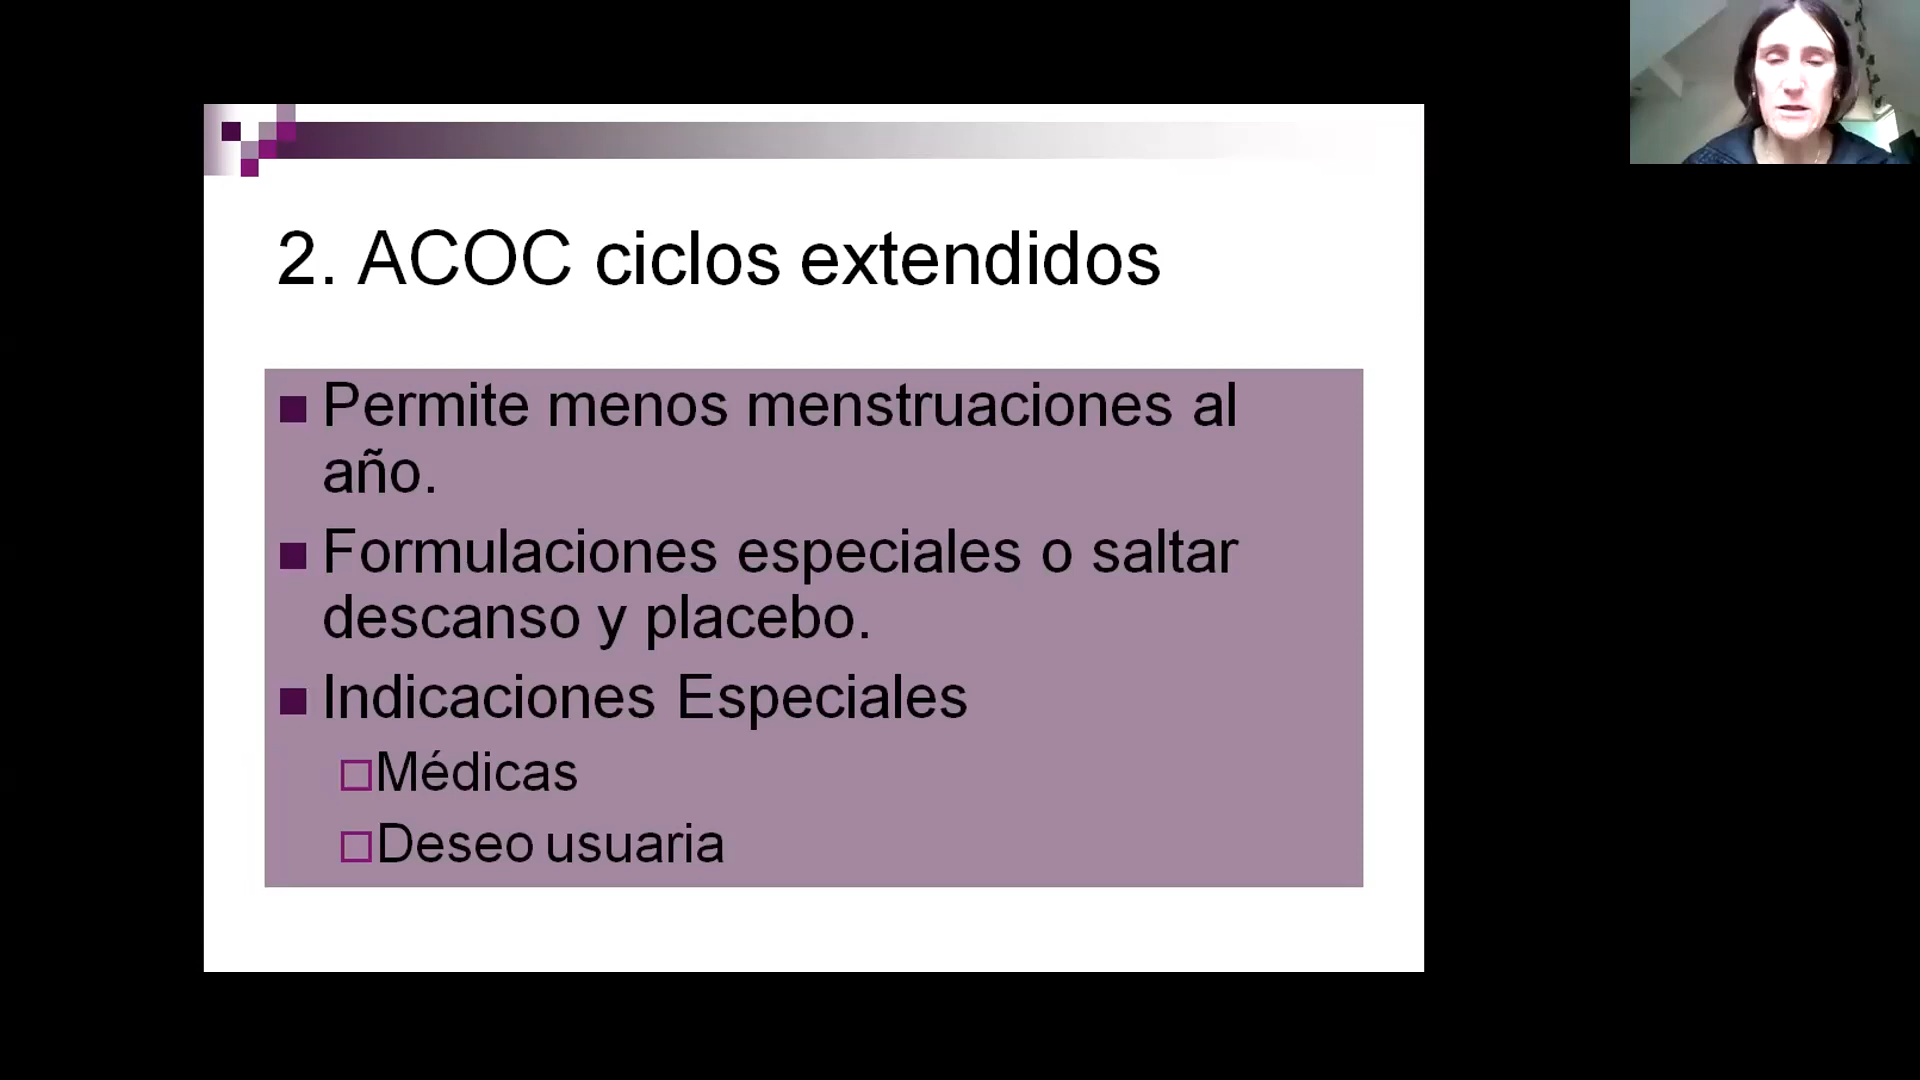 2. ACOC ciclos extendidos
Permite menos menstruaciones al
año.
Formulaciones especiales o saltar
descanso y placebo.
Indicaciones Especiales
Médicas
Deseo usuaria